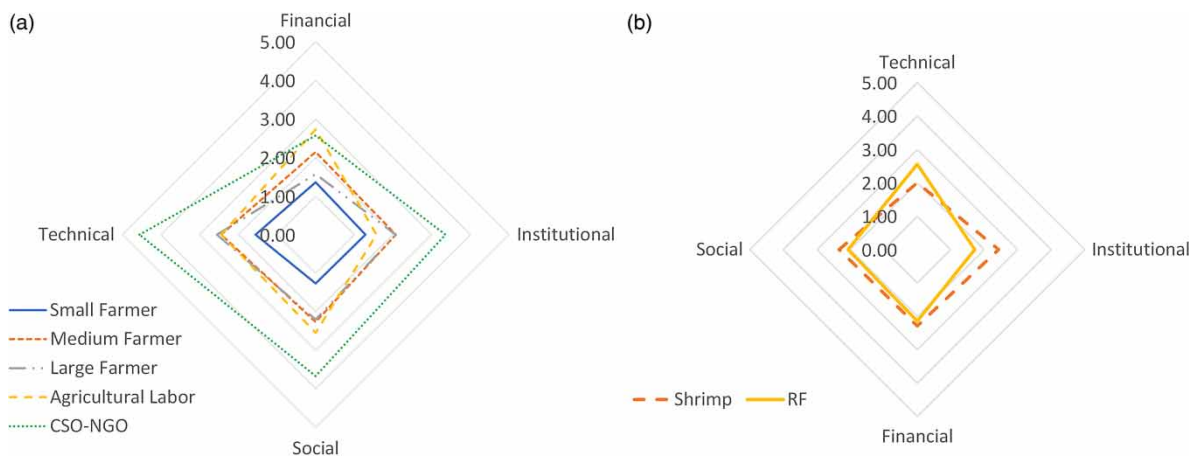 (a)
Financial
5.00
4.00
3.00
2.00
1.00
0.00
Technical
Institutional
Social
Small Farmer
Medium Farmer
Large Farmer
Agricultural Labor
CSO-NGO
(b)
Technical
5.00
4.00
3.00
2.00
1.00
0.00
Social
Institutional
Financial
Shrimp
RF